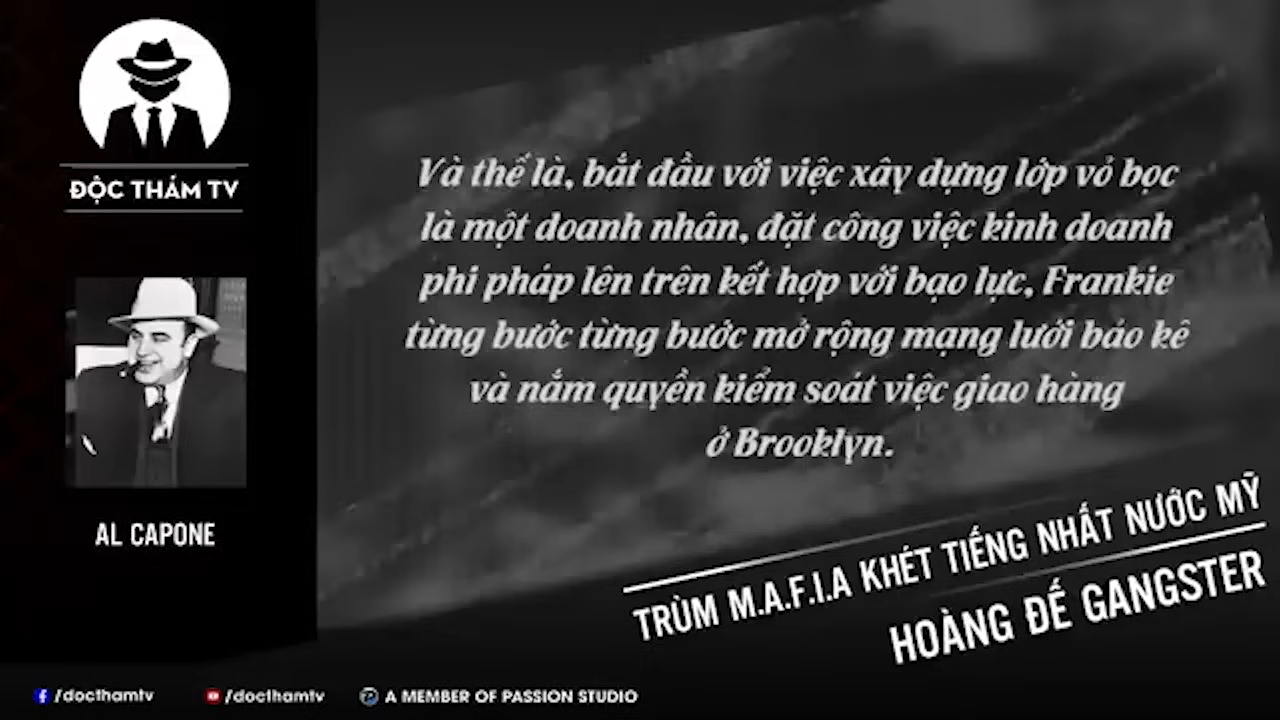 ĐỘC THÁM TV
AL CAPONE
Và thế là, bắt đầu với việc xây dựng lớp vỏ bọc
là một doanh nhân, đặt công việc kinh doanh
phi pháp lên trên kết hợp với bạo lực, Frankie
từng bước từng bước mở rộng mạng lưới bảo kê
và nắm quyền kiểm soát việc giao hàng
ở Brooklyn.
TRÙM M.A.F.I.A KHÉT TIẾNG NHẤT NƯỚC MỸ
HOÀNG ĐẾ GANGSTER
/docthamtv
/docthamtv
A MEMBER OF PASSION STUDIO